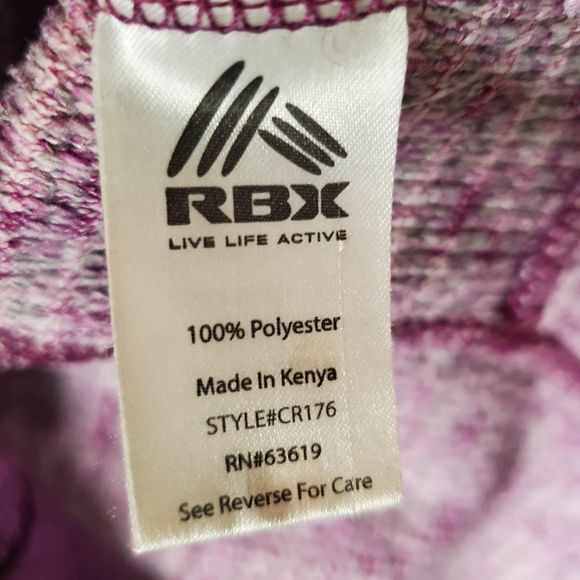 RBX
LIVE LIFE ACTIVE
100% Polyester
Made In Kenya
STYLE#CR176
RN#63619
See Reverse For Care